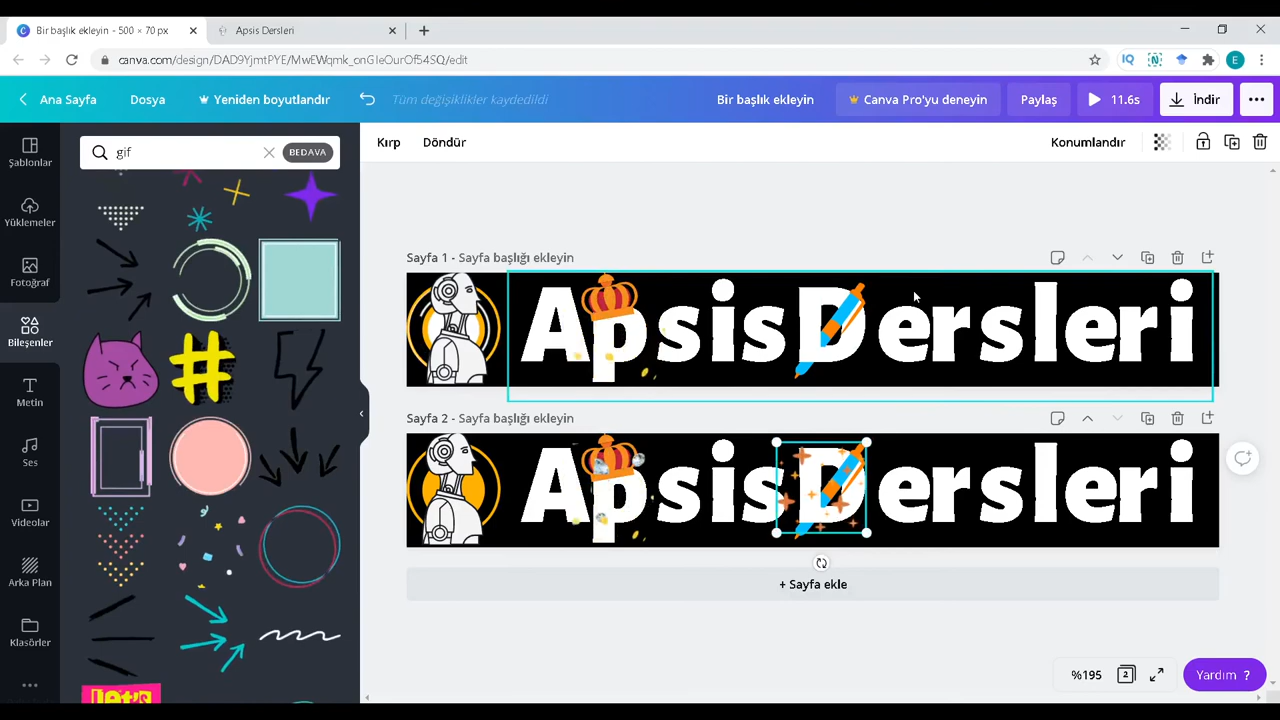 Bir başlık ekleyin - 500 × 70 px
Apsis Dersleri
canva.com/design/DAD9YjmtPYE/MwEWqmk_onGIeOurOf54SQ/edit
E
Ana Sayfa
Dosya
Yeniden boyutlandır
Tüm değişiklikler kaydedildi
Bir başlık ekleyin
Canva Pro'yu deneyin
Paylaş
11.6s
İndir
Şablonlar
Yüklemeler
Fotoğraf
Bileşenler
Metin
Ses
Videolar
Arka Plan
Klasörler
gif
BEDAVA
#
LET'S
Kırp
Döndür
Konumlandır
Sayfa 1 - Sayfa başlığı ekleyin
ApsisDersleri
Sayfa 2 - Sayfa başlığı ekleyin
ApsisDersleri
+ Sayfa ekle
%195
2
Yardım ?